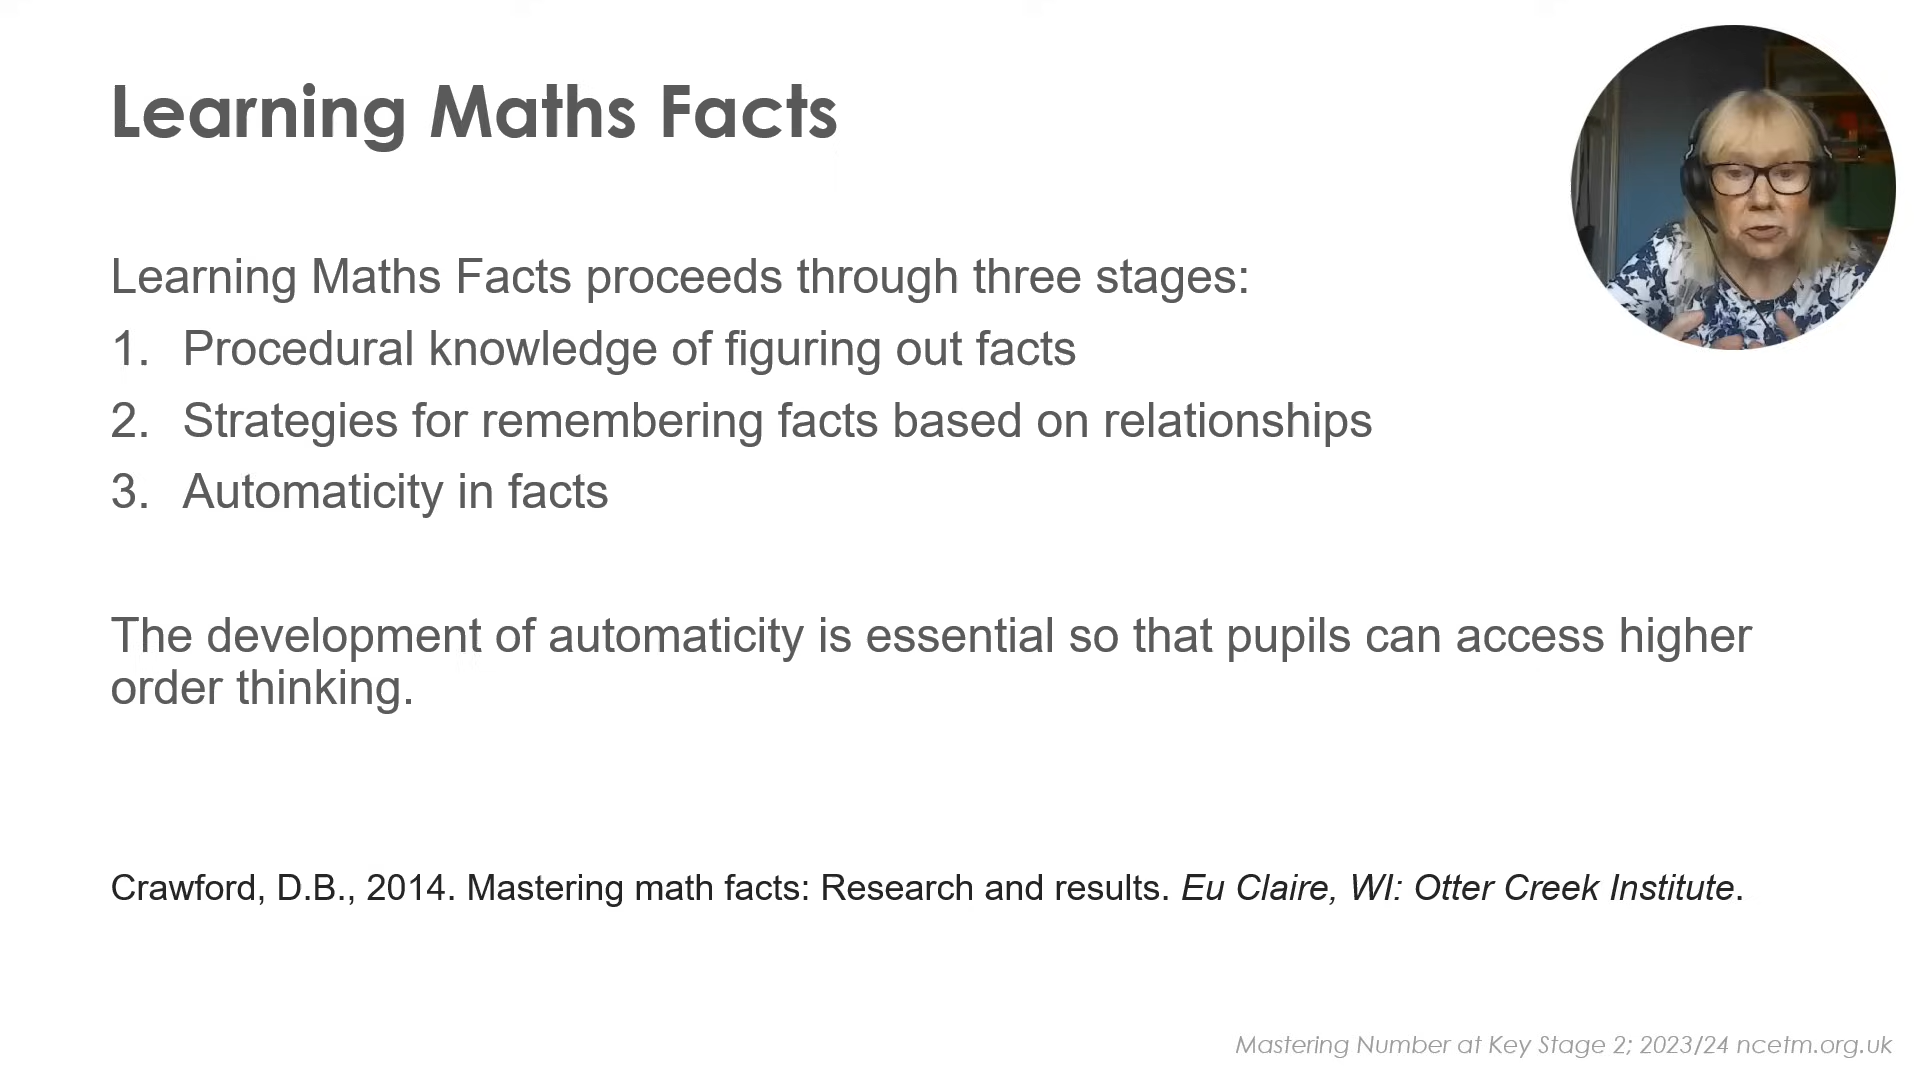 Learning Maths Facts
Learning Maths Facts proceeds through three stages:
1. Procedural knowledge of figuring out facts
2. Strategies for remembering facts based on relationships
3. Automaticity in facts
The development of automaticity is essential so that pupils can access higher
order thinking.
Crawford, D.B., 2014. Mastering math facts: Research and results. Eu Claire, WI: Otter Creek Institute.
Mastering Number at Key Stage 2; 2023/24 ncetm.org.uk